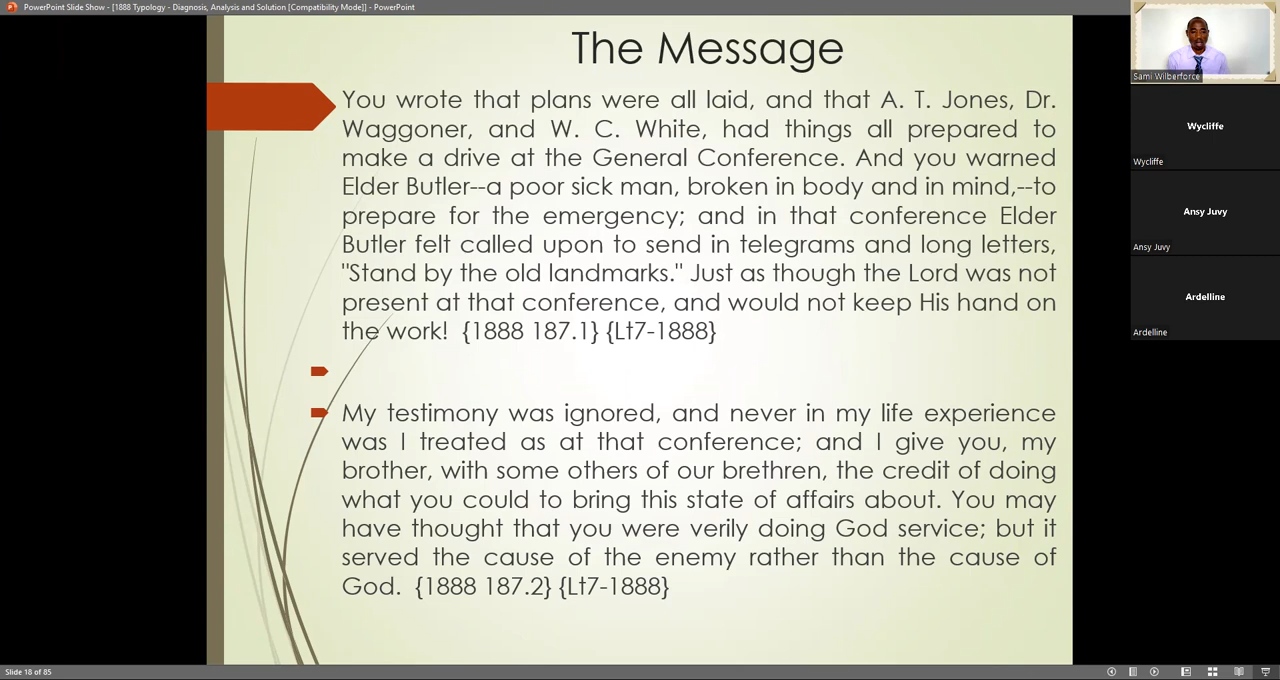 PowerPoint Slide Show - [1888 Typology - Diagnosis, Analysis and Solution [Compatibility Mode]] - PowerPoint
The Message
You wrote that plans were all laid, and that A. T. Jones, Dr.
Waggoner, and W. C. White, had things all prepared to
make a drive at the General Conference. And you warned
Elder Butler--a poor sick man, broken in body and in mind,--to
prepare for the emergency; and in that conference Elder
Butler felt called upon to send in telegrams and long letters,
"Stand by the old landmarks." Just as though the Lord was not
present at that conference, and would not keep His hand on
the work!  {1888 187.1} {Lt7-1888}
My testimony was ignored, and never in my life experience
was I treated as at that conference; and I give you, my
brother, with some others of our brethren, the credit of doing
what you could to bring this state of affairs about. You may
have thought that you were verily doing God service; but it
served the cause of the enemy rather than the cause of
God.  {1888 187.2} {Lt7-1888}
Slide 18 of 85
Sami Wilberforce
Wycliffe
Wycliffe
Ansy Juvy
Ansy Juvy
Ardelline
Ardelline